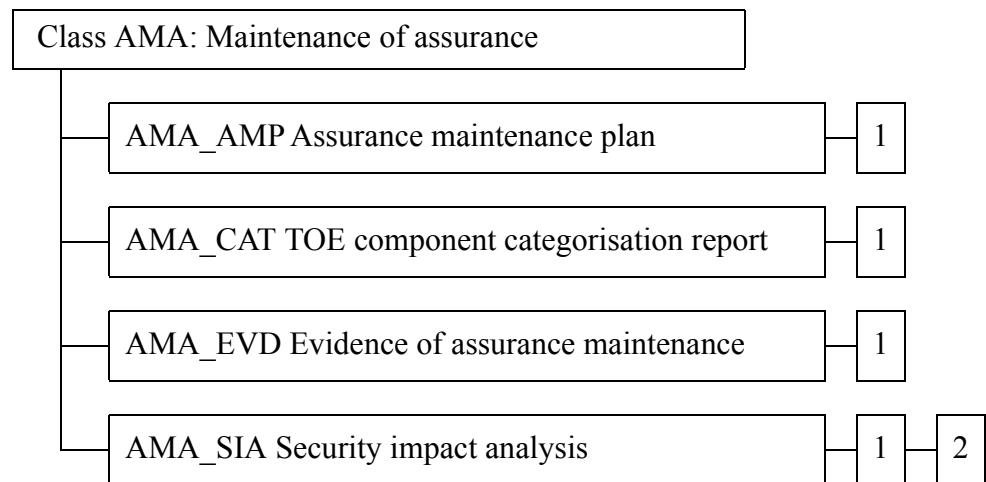 Class AMA: Maintenance of assurance
AMA_AMP Assurance maintenance plan 1
AMA_CAT TOE component categorisation report 1
AMA_EVD Evidence of assurance maintenance 1
AMA_SIA Security impact analysis 1 2